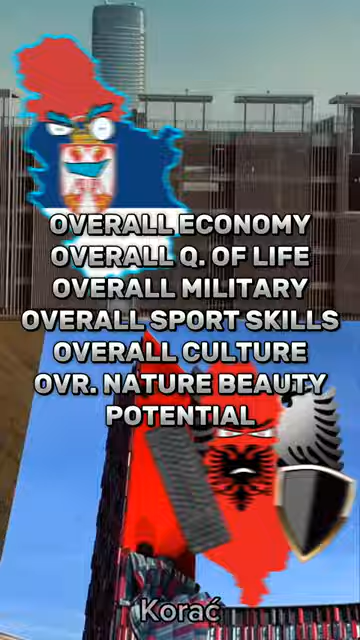 OVERALL ECONOMY
OVERALL Q. OF LIFE
OVERALL MILITARY
OVERALL SPORT SKILLS
OVERALL CULTURE
OVR. NATURE BEAUTY
POTENTIAL
Korać